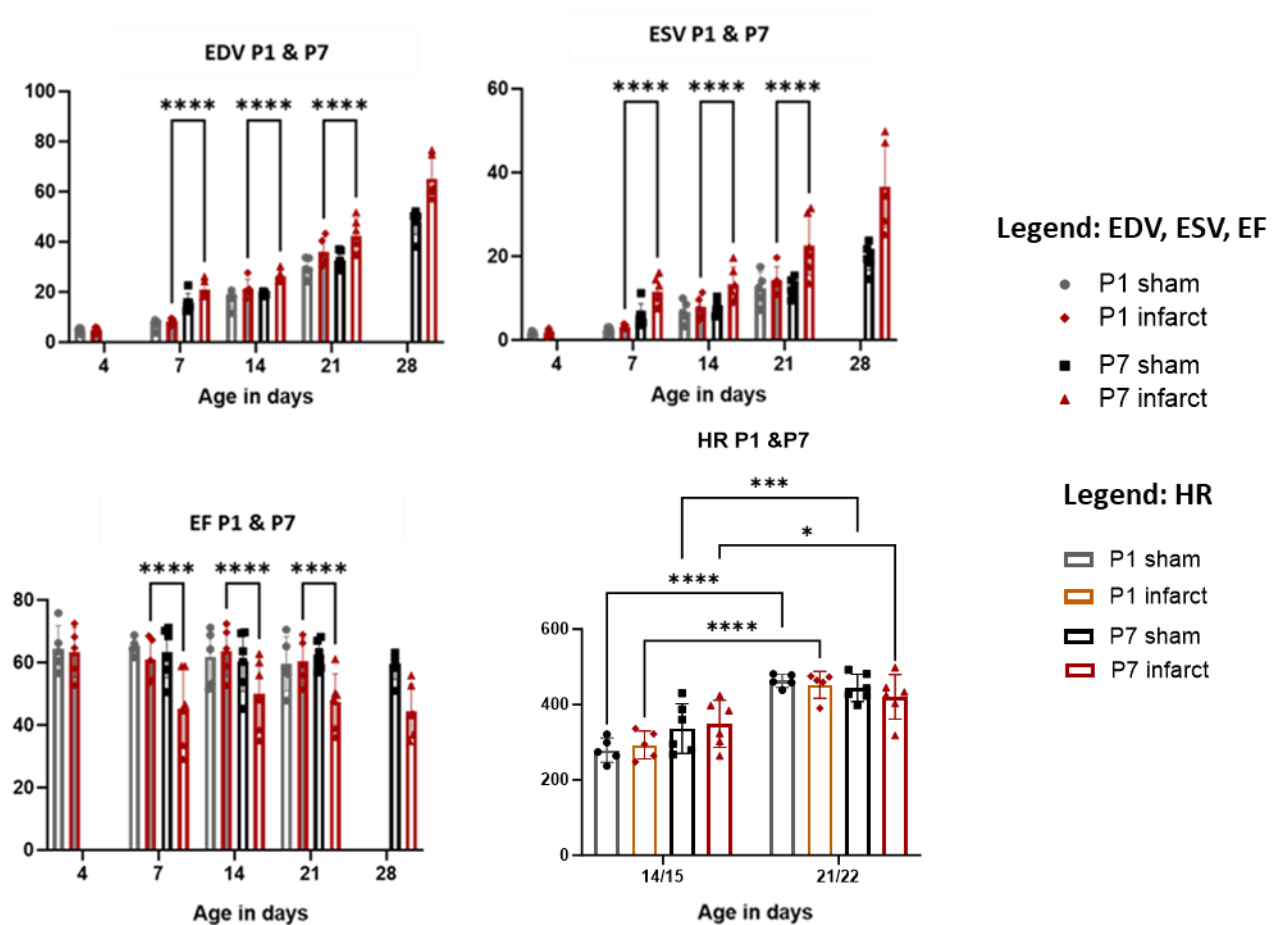 EDV P1 & P7
100
80
60
40
20
0
**** **** ****
4 7 14 21 28
Age in days
ESV P1 & P7
60
40
20
0
**** **** ****
4 7 14 21 28
Age in days
Legend: EDV, ESV, EF
P1 sham
P1 infarct
P7 sham
P7 infarct
EF P1 & P7
80
60
40
20
0
**** **** ****
4 7 14 21 28
Age in days
HR P1 &P7
***
*
****
****
600
400
200
0
14/15 21/22
Age in days
Legend: HR
P1 sham
P1 infarct
P7 sham
P7 infarct